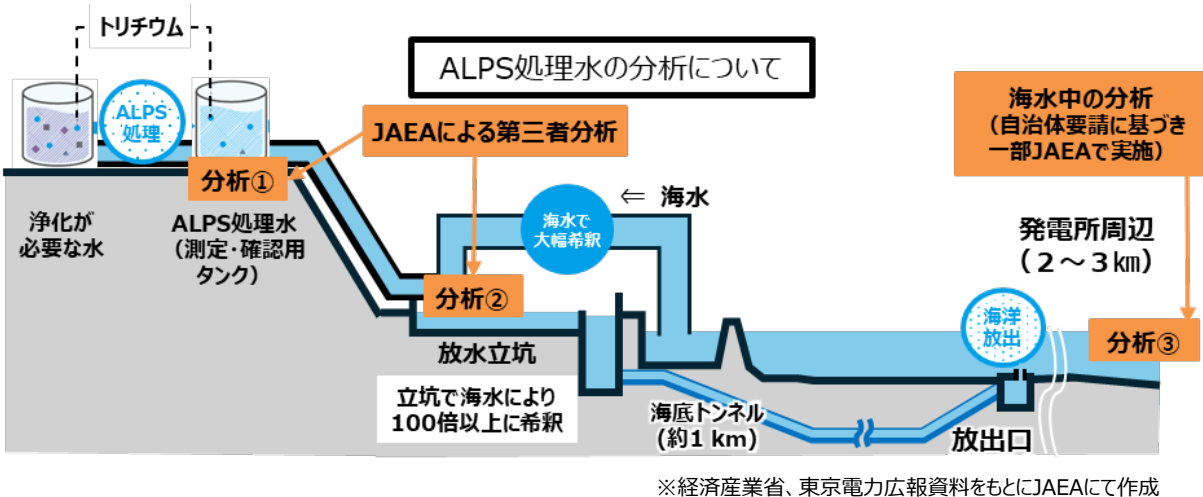 トリチウム
ALPS処理水の分析について
ALPS
処理
JAEAによる第三者分析
海水中の分析
（自治体要請に基づき
一部JAEAで実施）
分析①
浄化が
必要な水
ALPS処理水
（測定・確認用
タンク）
⇐ 海水
海水で
大幅希釈
発電所周辺
（２～３㎞）
分析②
放水立坑
立坑で海水により
100倍以上に希釈
海洋
放出
分析③
海底トンネル
(約1 km)
放出口
※経済産業省、東京電力広報資料をもとにJAEAにて作成